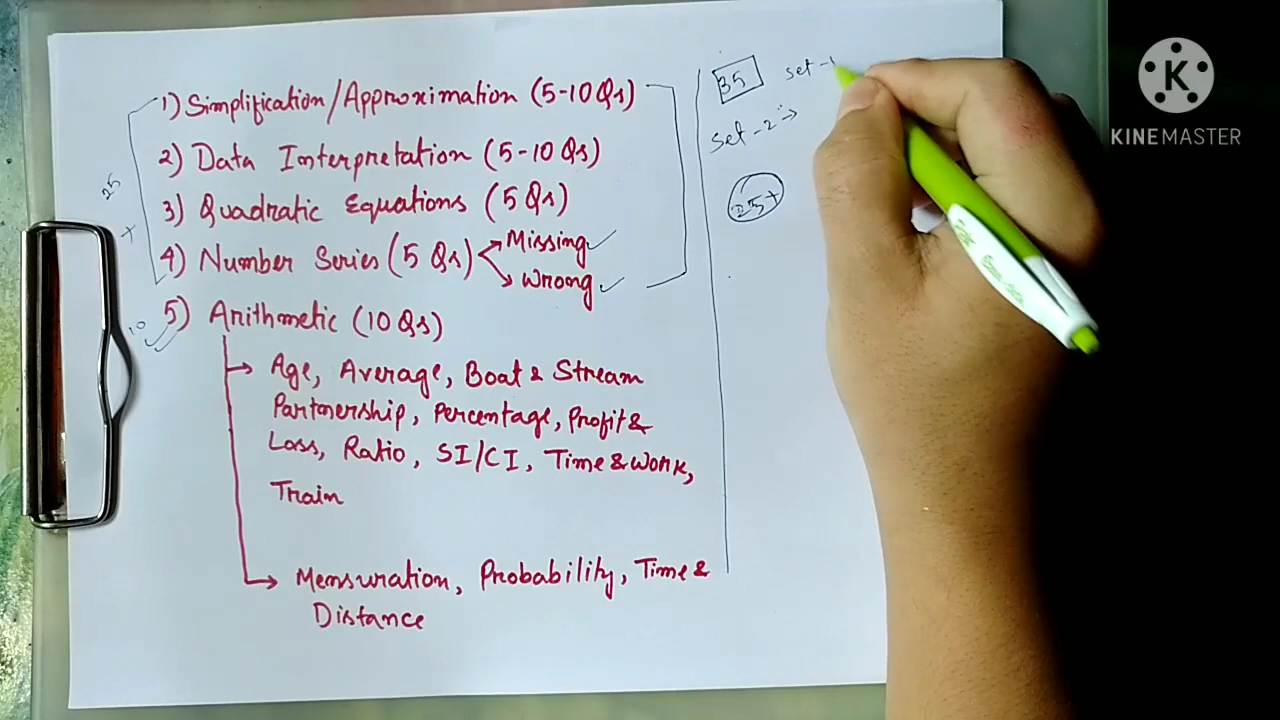 1) Simplification/Approximation (5-10 Qs)
2) Data Interpretation (5-10 Qs)
3) Quadratic Equations (5 Qs)
4) Number Series (5 Qs) Missing ✓
Wrong ✓
5) Arithmetic (10 Qs)
Age, Average, Boat & Stream
Partnership, Percentage, Profit &
Loss, Ratio, SI/CI, Time & Work,
Train
Mensuration, Probability, Time &
Distance
25
+
10
35 set -1
set -2 :→
25+
K
KINEMASTER